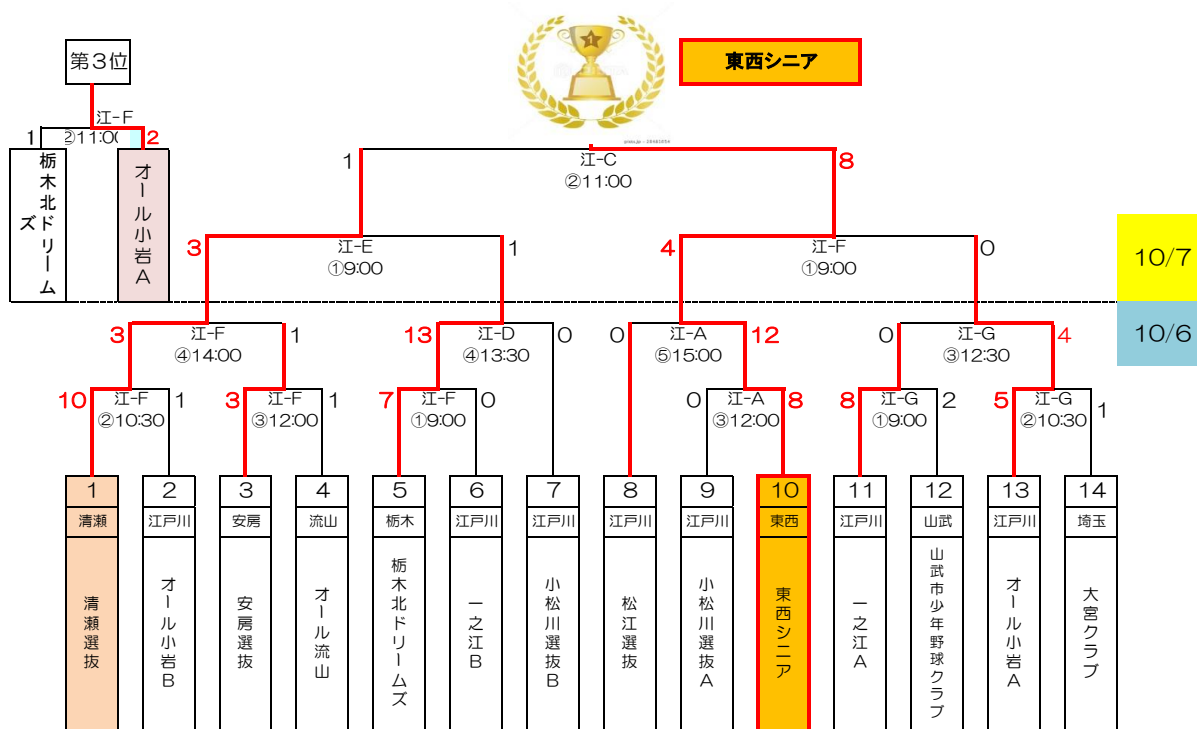 1
東西シニア
第3位
江-F
1 ②11:00 2
栃木北ドリームズ
オール小岩A
1 江-C 8
②11:00
3 江-E 1
①9:00
4 江-F 0
①9:00
10/7
10/6
3 江-F 1
④14:00
13 江-D 0
④13:30
0 江-A 12
⑤15:00
0 江-G 4
③12:30
10 江-F 1
②10:30
3 江-F 1
③12:00
7 江-F 0
①9:00
0 江-A 8
③12:00
8 江-G 2
①9:00
5 江-G 1
②10:30
1 2 3 4 5 6 7 8 9 10 11 12 13 14
清瀬 江戸川 安房 流山 栃木 江戸川 江戸川 江戸川 江戸川 東西 江戸川 山武 江戸川 埼玉
清瀬選抜
オール小岩B
安房選抜
オール流山
栃木北ドリームズ
一之江B
小松川選抜B
松江選抜
小松川選抜A
東西シニア
一之江A
山武市少年野球クラブ
オール小岩A
大宮クラブ